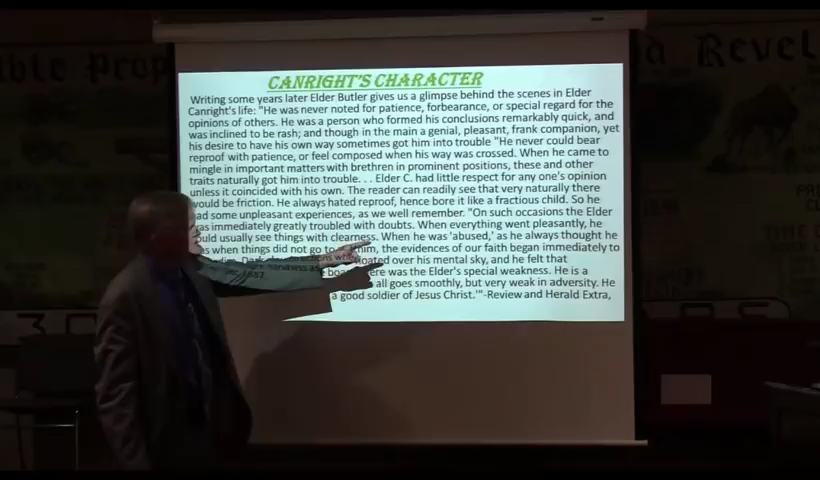 CANRIGHT'S CHARACTER
Writing some years later Elder Butler gives us a glimpse behind the scenes in Elder
Canright's life: "He was never noted for patience, forbearance, or special regard for the
opinions of others. He was a person who formed his conclusions remarkably quick, and
was inclined to be rash; and though in the main a genial, pleasant, frank companion, yet
his desire to have his own way sometimes got him into trouble "He never could bear
reproof with patience, or feel composed when his way was crossed. When he came to
mingle in important matters with brethren in prominent positions, these and other
traits naturally got him into trouble. . . Elder C. had little respect for any one's opinion
unless it coincided with his own. The reader can readily see that very naturally there
would be friction. He always hated reproof, hence bore it like a fractious child. So he
had some unpleasant experiences, as we well remember. "On such occasions the Elder
was immediately greatly troubled with doubts. When everything went pleasantly, he
could usually see things with clearness. When he was 'abused,' as he always thought he
was when things did not go to him, the evidences of our faith began immediately to
floated over his mental sky, and he felt that
here was the Elder's special weakness. He is a
all goes smoothly, but very weak in adversity. He
a good soldier of Jesus Christ.'"-Review and Herald Extra,